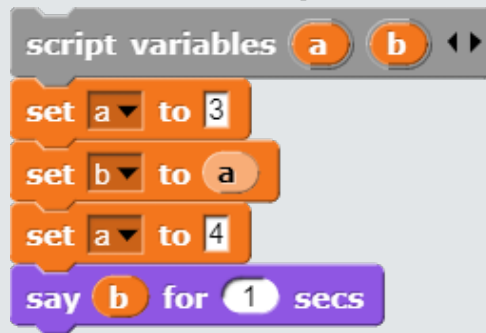 script variables a b
set a to 3
set b to a
set a to 4
say b for 1 secs